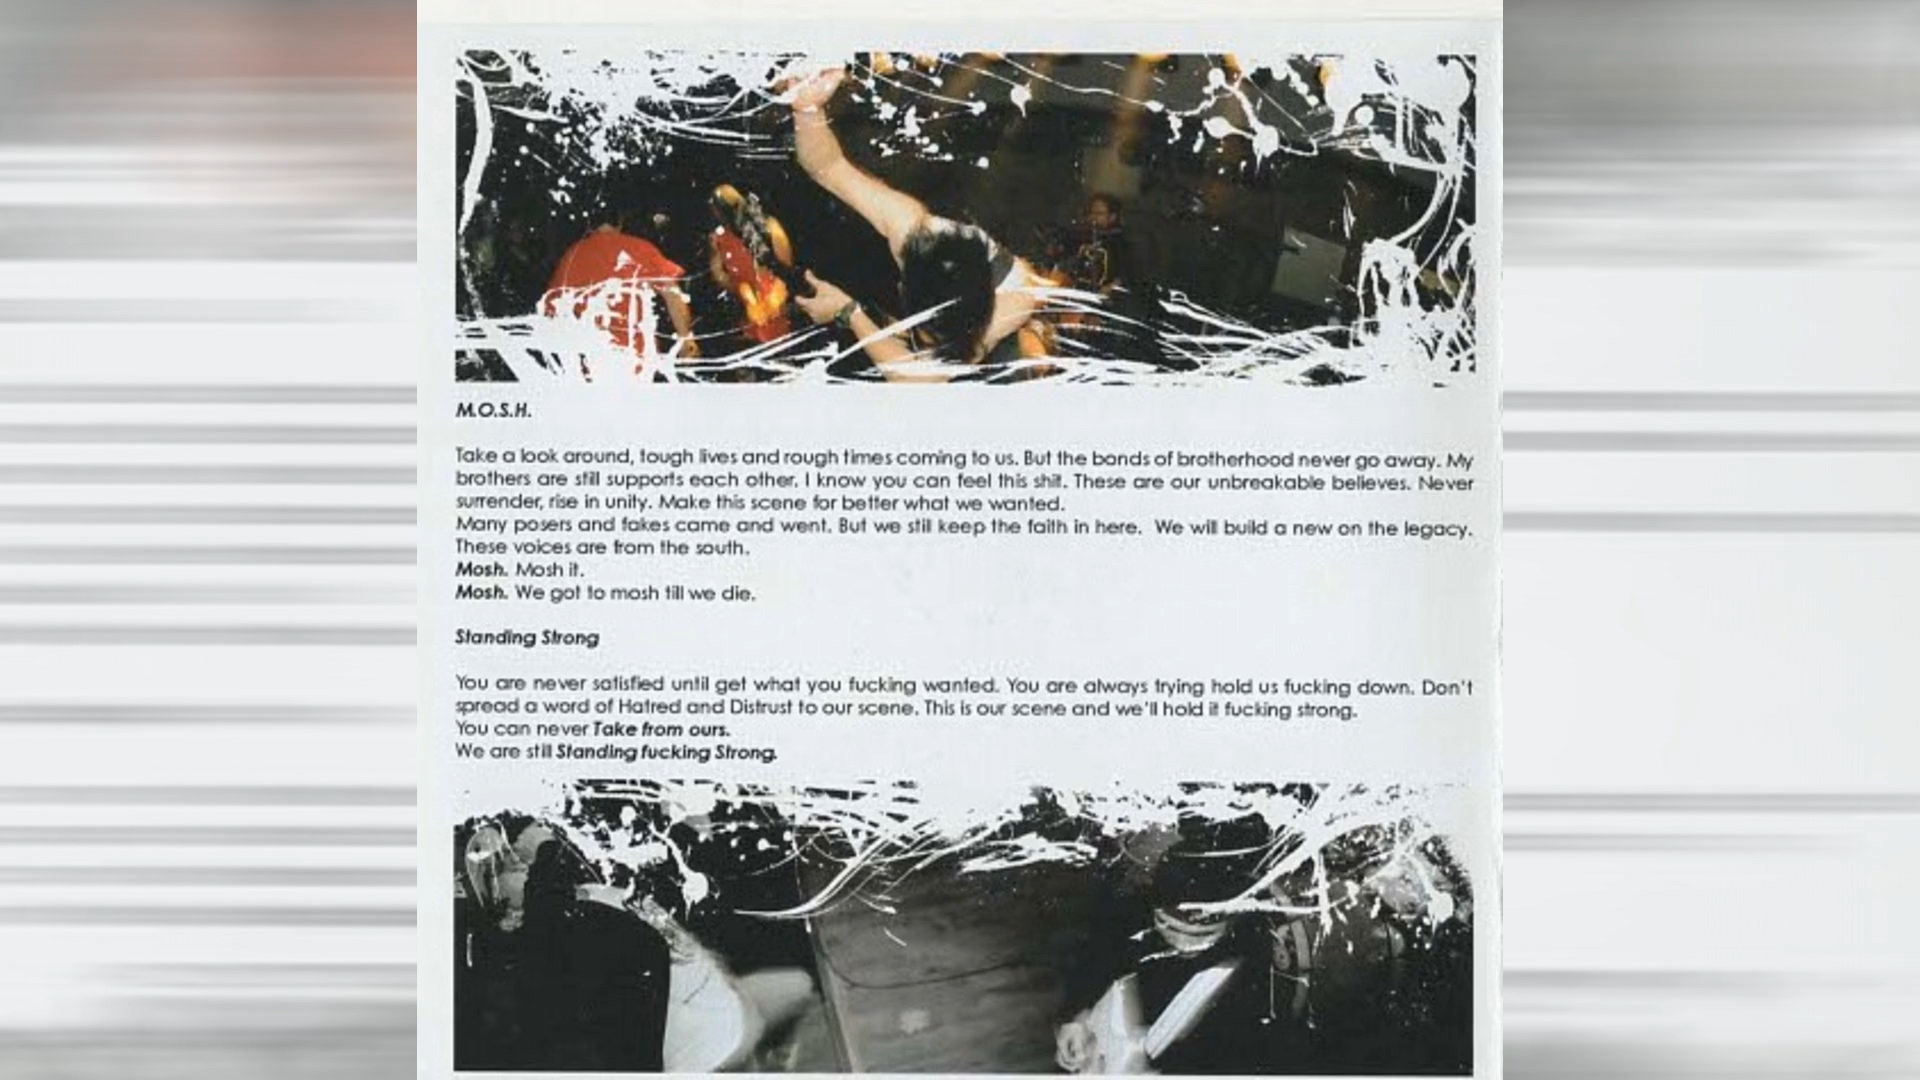 M.O.S.H.
Take a look around, tough lives and rough times coming to us. But the bonds of brotherhood never go away. My
brothers are still supports each other. I know you can feel this shit. These are our unbreakable believes. Never
surrender, rise in unity. Make this scene for better what we wanted.
Many posers and fakes came and went. But we still keep the faith in here. We will build a new on the legacy.
These voices are from the south.
Mosh. Mosh it.
Mosh. We got to mosh till we die.
Standing Strong
You are never satisfied until get what you fucking wanted. You are always trying hold us fucking down. Don't
spread a word of Hatred and Distrust to our scene. This is our scene and we'll hold it fucking strong.
You can never Take from ours.
We are still Standing fucking Strong.